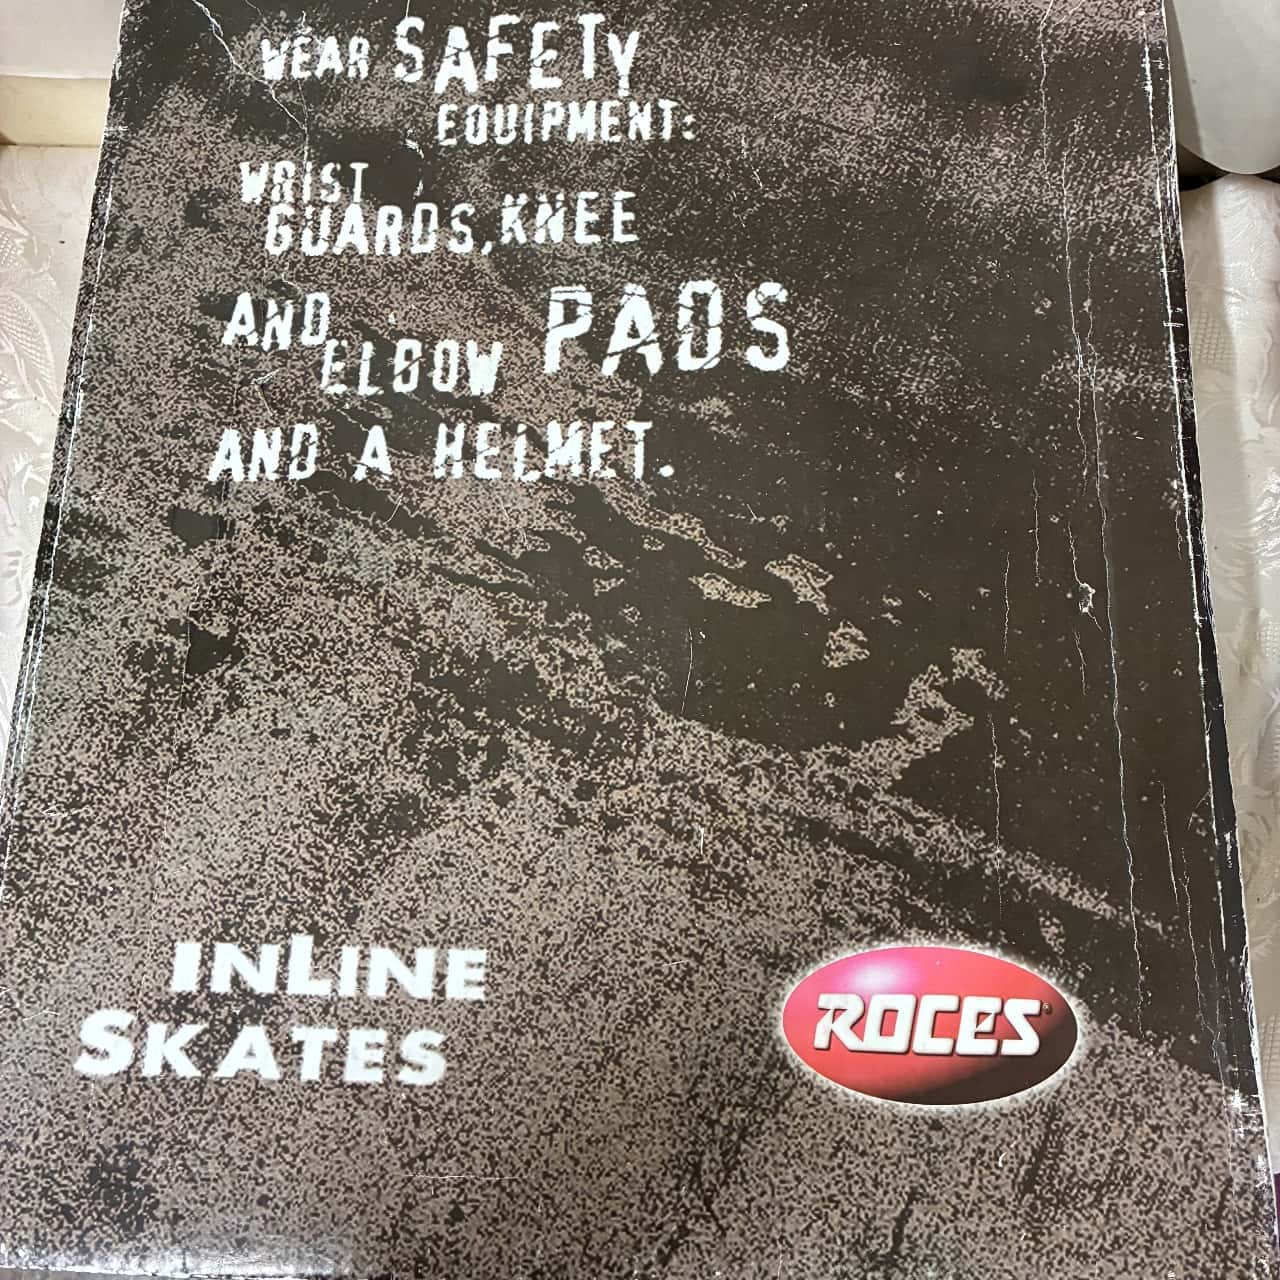 WEAR SAFETY
EQUIPMENT:
WRIST
GUARDS, KNEE
AND ELBOW PADS
AND A HELMET.
INLINE
SKATES
ROCES®